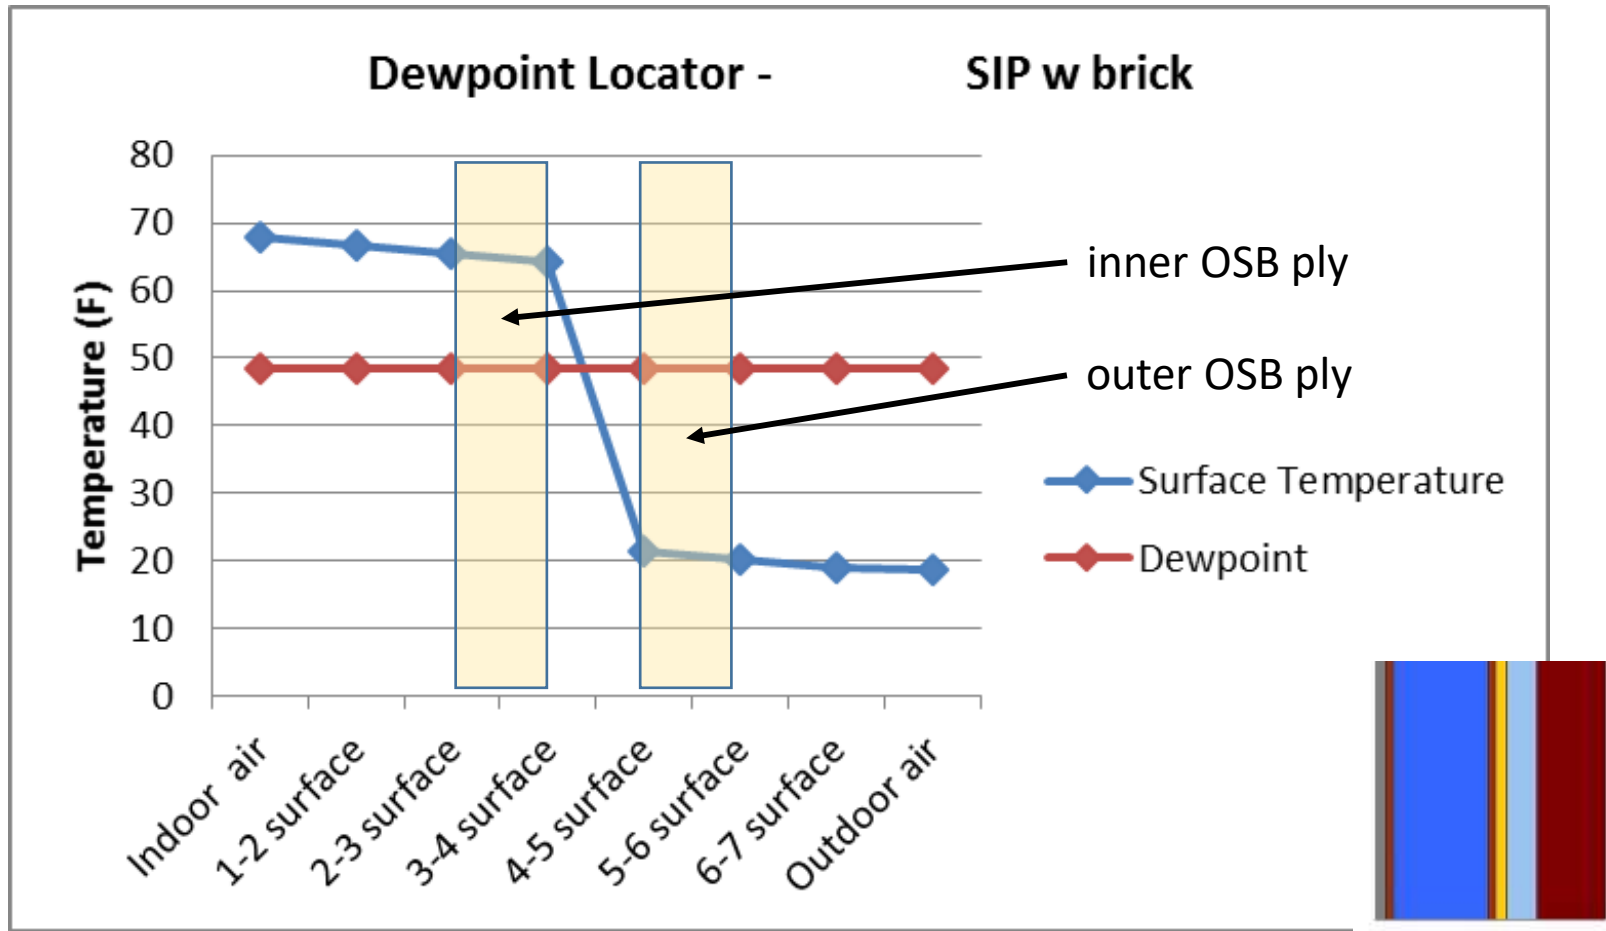 Dewpoint Locator - SIP w brick
80
70
60
50
40
30
20
10
0
Temperature (F)
Indoor air
1-2 surface
2-3 surface
3-4 surface
4-5 surface
5-6 surface
6-7 surface
Outdoor air
inner OSB ply
outer OSB ply
Surface Temperature
Dewpoint